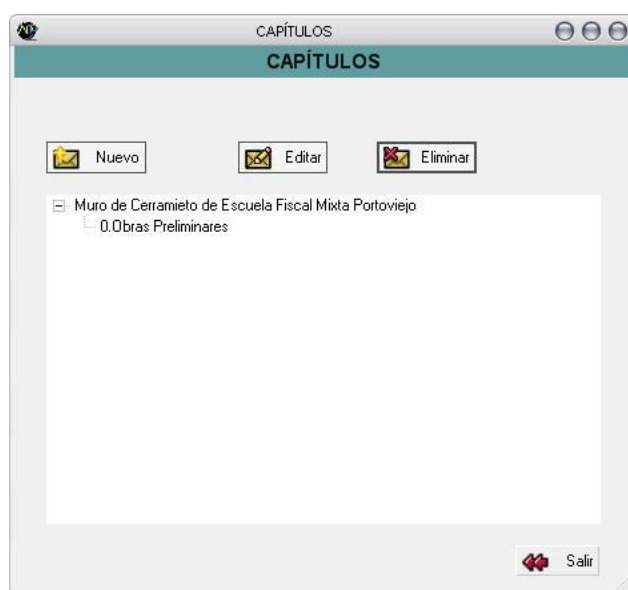 CAPÍTULOS
CAPÍTULOS
Nuevo Editar Eliminar
Muro de Cerramieto de Escuela Fiscal Mixta Portoviejo
0.Obras Preliminares
Salir